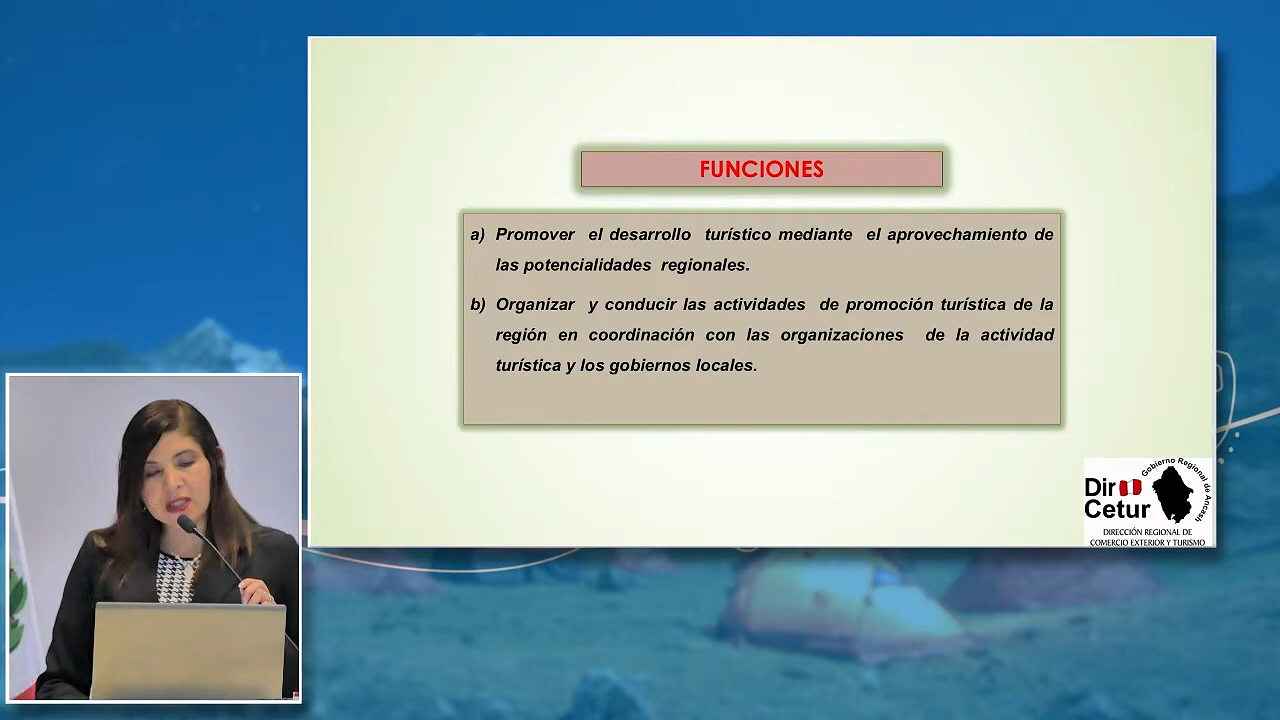 FUNCIONES
a) Promover el desarrollo turístico mediante el aprovechamiento de
las potencialidades regionales.
b) Organizar y conducir las actividades de promoción turística de la
región en coordinación con las organizaciones de la actividad
turística y los gobiernos locales.
Gobierno Regional de Ancash
Dir
Cetur
DIRECCIÓN REGIONAL DE
COMERCIO EXTERIOR Y TURISMO